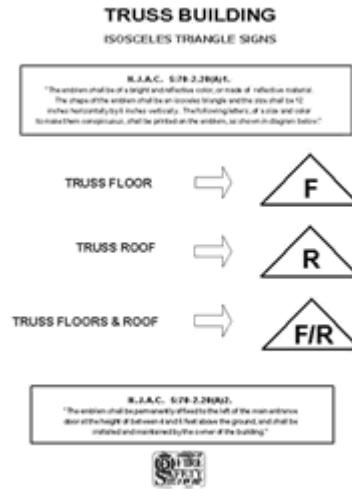 TRUSS BUILDING
ISOSCELES TRIANGLE SIGNS
N.J.A.C. 5:70-2.20(A)1.
"The emblem shall be of a bright and reflective color, or made of reflective material.
The shape of the emblem shall be an isosceles triangle and the size shall be 12
inches horizontally by 6 inches vertically. The following letters, of a size and color
to make them conspicuous, shall be printed on the emblem, as shown in diagram below."
TRUSS FLOOR
F
TRUSS ROOF
R
TRUSS FLOORS & ROOF
F/R
N.J.A.C. 5:70-2.20(A)2.
"The emblem shall be permanently affixed to the left of the main entrance
door at the height of between 4 and 6 feet above the ground, and shall be
installed and maintained by the owner of the building."
FIRE
SAFETY